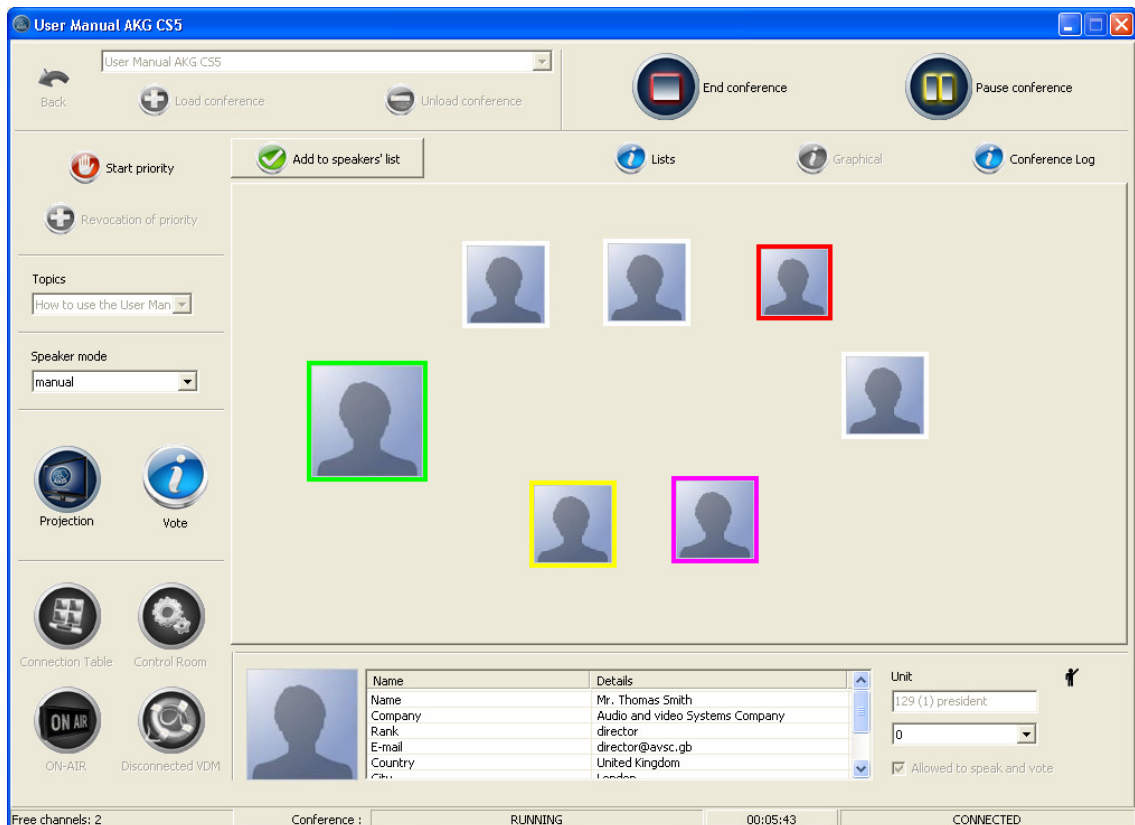 User Manual AKG CS5
User Manual AKG CS5
Back
Load conference
Unload conference
End conference
Pause conference
Start priority
Add to speakers' list
Lists
Graphical
Conference Log
Revocation of priority
Topics
How to use the User Man
Speaker mode
manual
Projection
Vote
Connection Table
Control Room
ON AIR
ON-AIR
Disconnected VDM
Name Details
Name Mr. Thomas Smith
Company Audio and video Systems Company
Rank director
E-mail director@avsc.gb
Country United Kingdom
City London
Unit
129 (1) president
0
Allowed to speak and vote
Free channels: 2
Conference :
RUNNING
00:05:43
CONNECTED